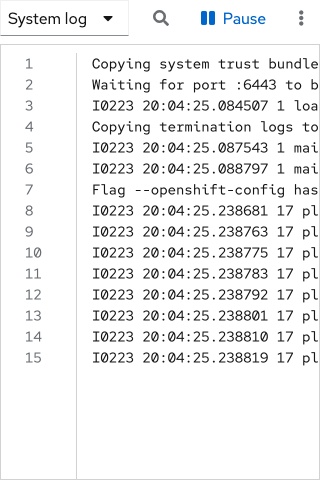 System log
Pause
1 Copying system trust bundle
2 Waiting for port :6443 to b
3 I0223 20:04:25.084507 1 loa
4 Copying termination logs to
5 I0223 20:04:25.087543 1 mai
6 I0223 20:04:25.088797 1 mai
7 Flag --openshift-config has
8 I0223 20:04:25.238681 17 pl
9 I0223 20:04:25.238763 17 pl
10 I0223 20:04:25.238775 17 pl
11 I0223 20:04:25.238783 17 pl
12 I0223 20:04:25.238792 17 pl
13 I0223 20:04:25.238801 17 pl
14 I0223 20:04:25.238810 17 pl
15 I0223 20:04:25.238819 17 pl